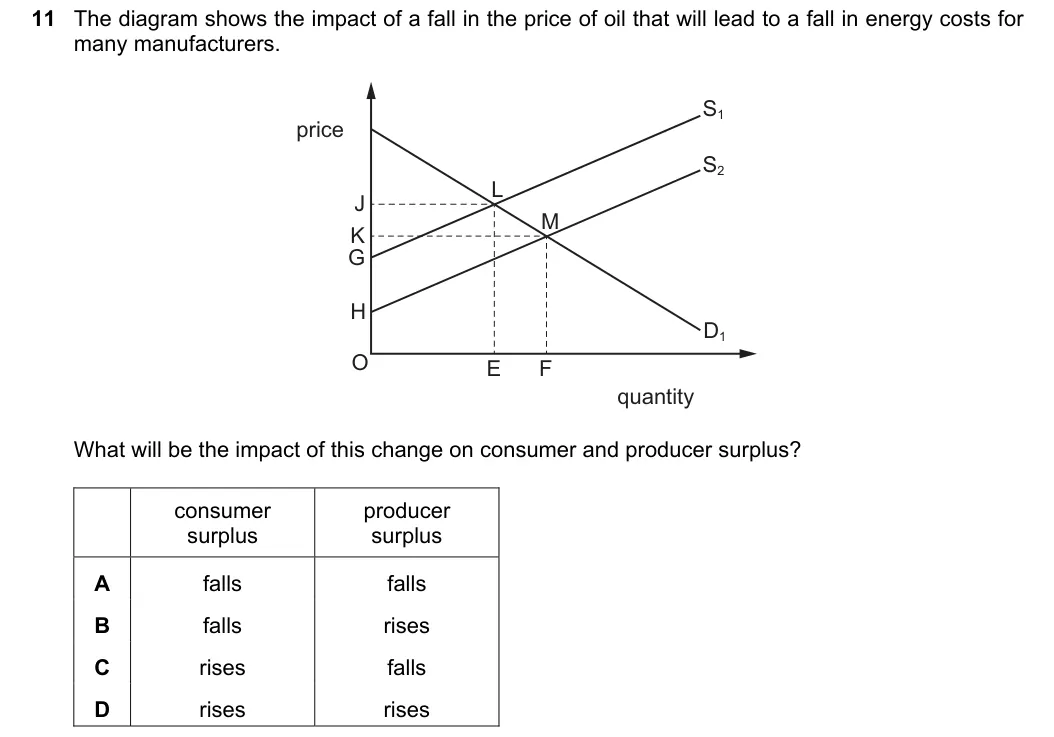 11 The diagram shows the impact of a fall in the price of oil that will lead to a fall in energy costs for
many manufacturers.
price
S1
S2
L
J
M
K
G
H
D1
O
E F
quantity
What will be the impact of this change on consumer and producer surplus?
consumer surplus producer surplus
A falls falls
B falls rises
C rises falls
D rises rises